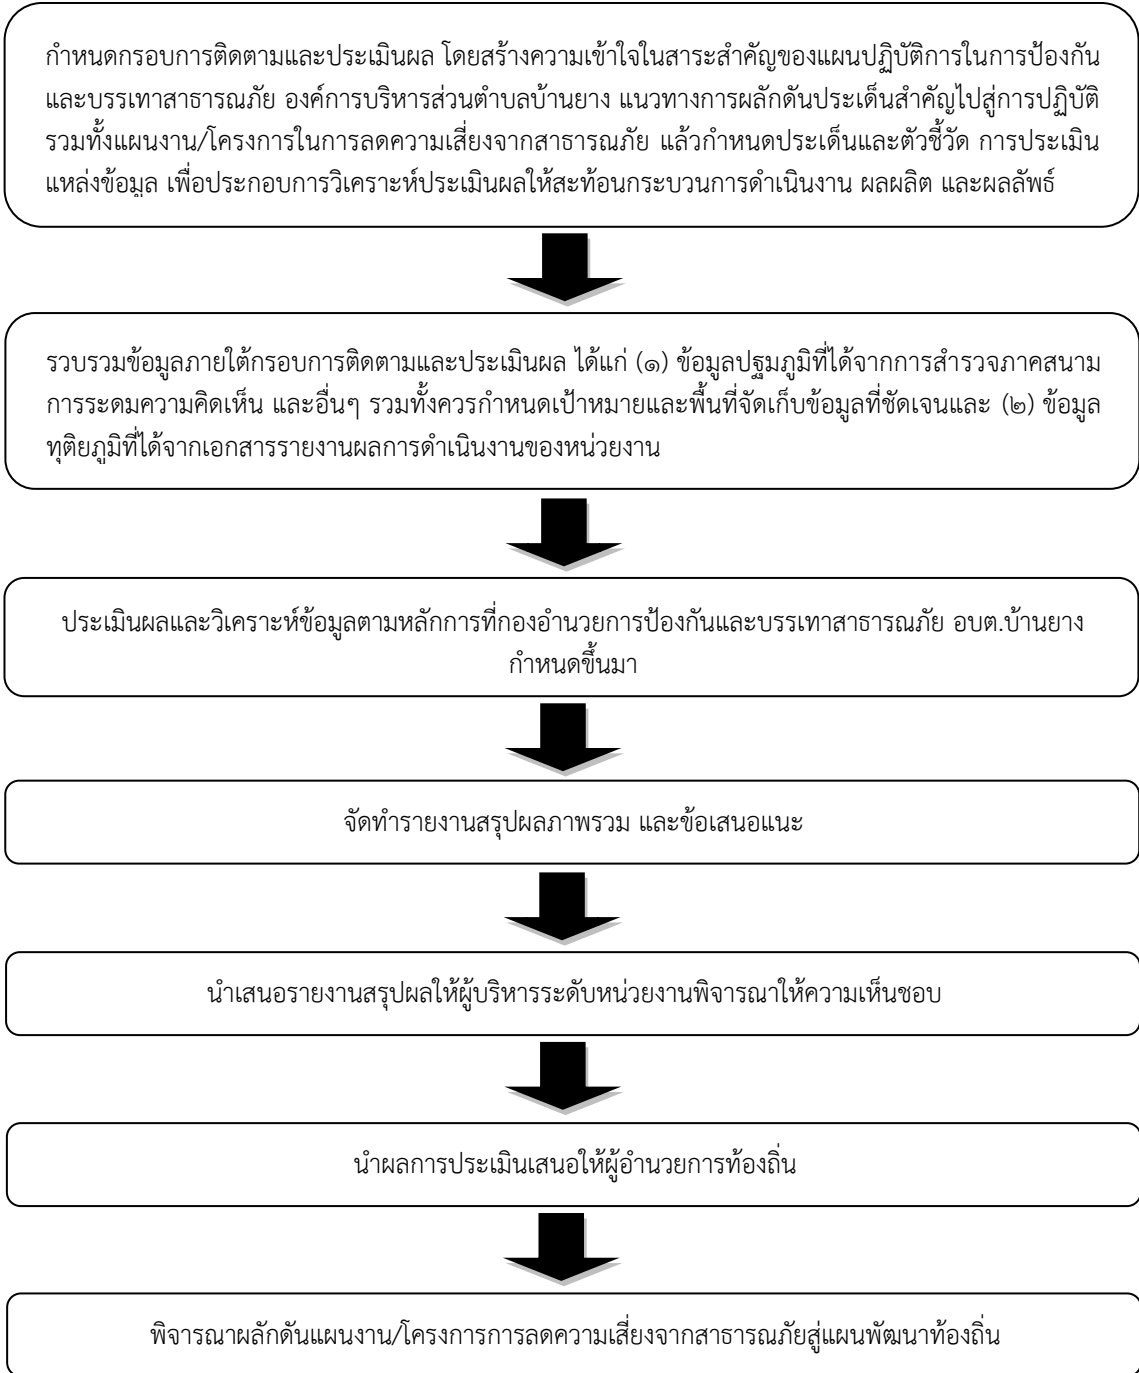 กำหนดกรอบการติดตามและประเมินผล โดยสร้างความเข้าใจในสาระสำคัญของแผนปฏิบัติการในการป้องกัน
และบรรเทาสาธารณภัย องค์การบริหารส่วนตำบลบ้านยาง แนวทางการผลักดันประเด็นสำคัญไปสู่การปฏิบัติ
รวมทั้งแผนงาน/โครงการในการลดความเสี่ยงจากสาธารณภัย แล้วกำหนดประเด็นและตัวชี้วัด การประเมิน
แหล่งข้อมูล เพื่อประกอบการวิเคราะห์ประเมินผลให้สะท้อนกระบวนการดำเนินงาน ผลผลิต และผลลัพธ์
รวบรวมข้อมูลภายใต้กรอบการติดตามและประเมินผล ได้แก่ (๑) ข้อมูลปฐมภูมิที่ได้จากการสำรวจภาคสนาม
การระดมความคิดเห็น และอื่นๆ รวมทั้งควรกำหนดเป้าหมายและพื้นที่จัดเก็บข้อมูลที่ชัดเจนและ (๒) ข้อมูล
ทุติยภูมิที่ได้จากเอกสารรายงานผลการดำเนินงานของหน่วยงาน
ประเมินผลและวิเคราะห์ข้อมูลตามหลักการที่กองอำนวยการป้องกันและบรรเทาสาธารณภัย อบต.บ้านยาง
กำหนดขึ้นมา
จัดทำรายงานสรุปผลภาพรวม และข้อเสนอแนะ
นำเสนอรายงานสรุปผลให้ผู้บริหารระดับหน่วยงานพิจารณาให้ความเห็นชอบ
นำผลการประเมินเสนอให้ผู้อำนวยการท้องถิ่น
พิจารณาผลักดันแผนงาน/โครงการการลดความเสี่ยงจากสาธารณภัยสู่แผนพัฒนาท้องถิ่น